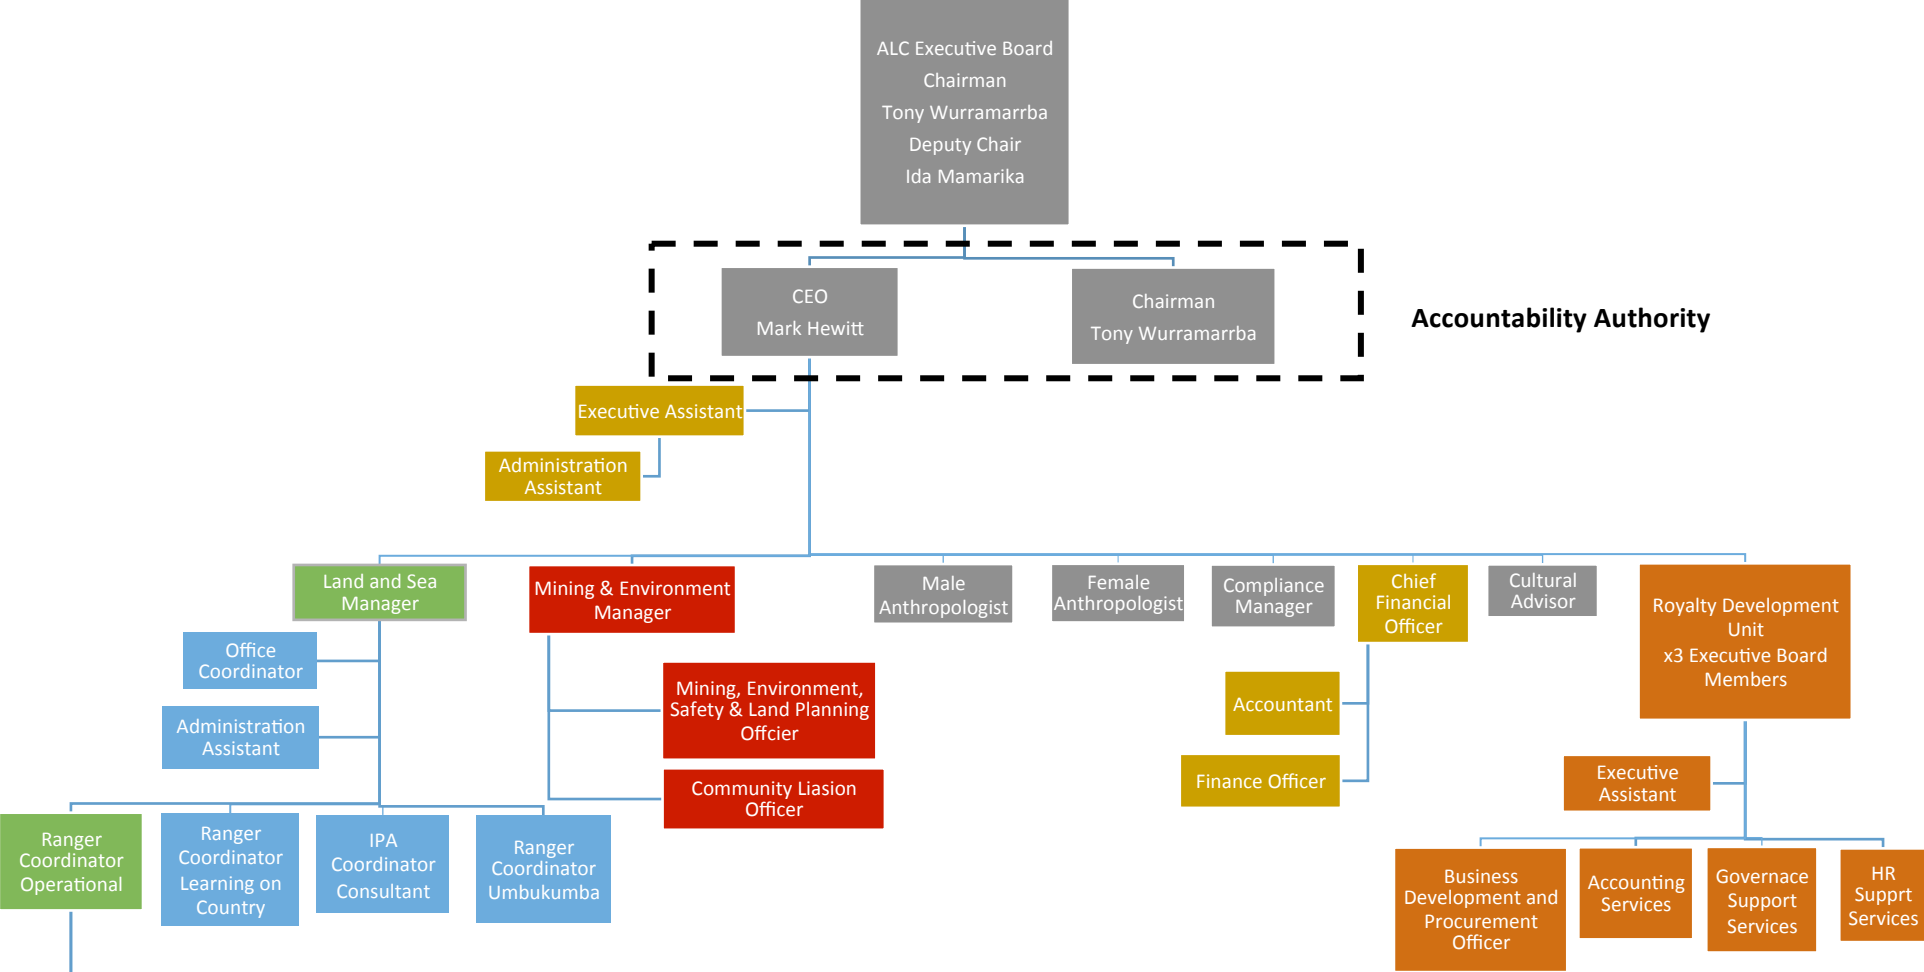 ALC Executive Board
Chairman
Tony Wurramarrba
Deputy Chair
Ida Mamarika
CEO
Mark Hewitt
Chairman
Tony Wurramarrba
Accountability Authority
Executive Assistant
Administration
Assistant
Land and Sea
Manager
Mining & Environment
Manager
Male
Anthropologist
Female
Anthropologist
Compliance
Manager
Chief
Financial
Officer
Cultural
Advisor
Royalty Development
Unit
x3 Executive Board
Members
Office
Coordinator
Administration
Assistant
Mining, Environment,
Safety & Land Planning
Offcier
Community Liasion
Officer
Accountant
Finance Officer
Executive
Assistant
Ranger
Coordinator
Operational
Ranger
Coordinator
Learning on
Country
IPA
Coordinator
Consultant
Ranger
Coordinator
Umbukumba
Business
Development and
Procurement
Officer
Accounting
Services
Governace
Support
Services
HR
Supprt
Services